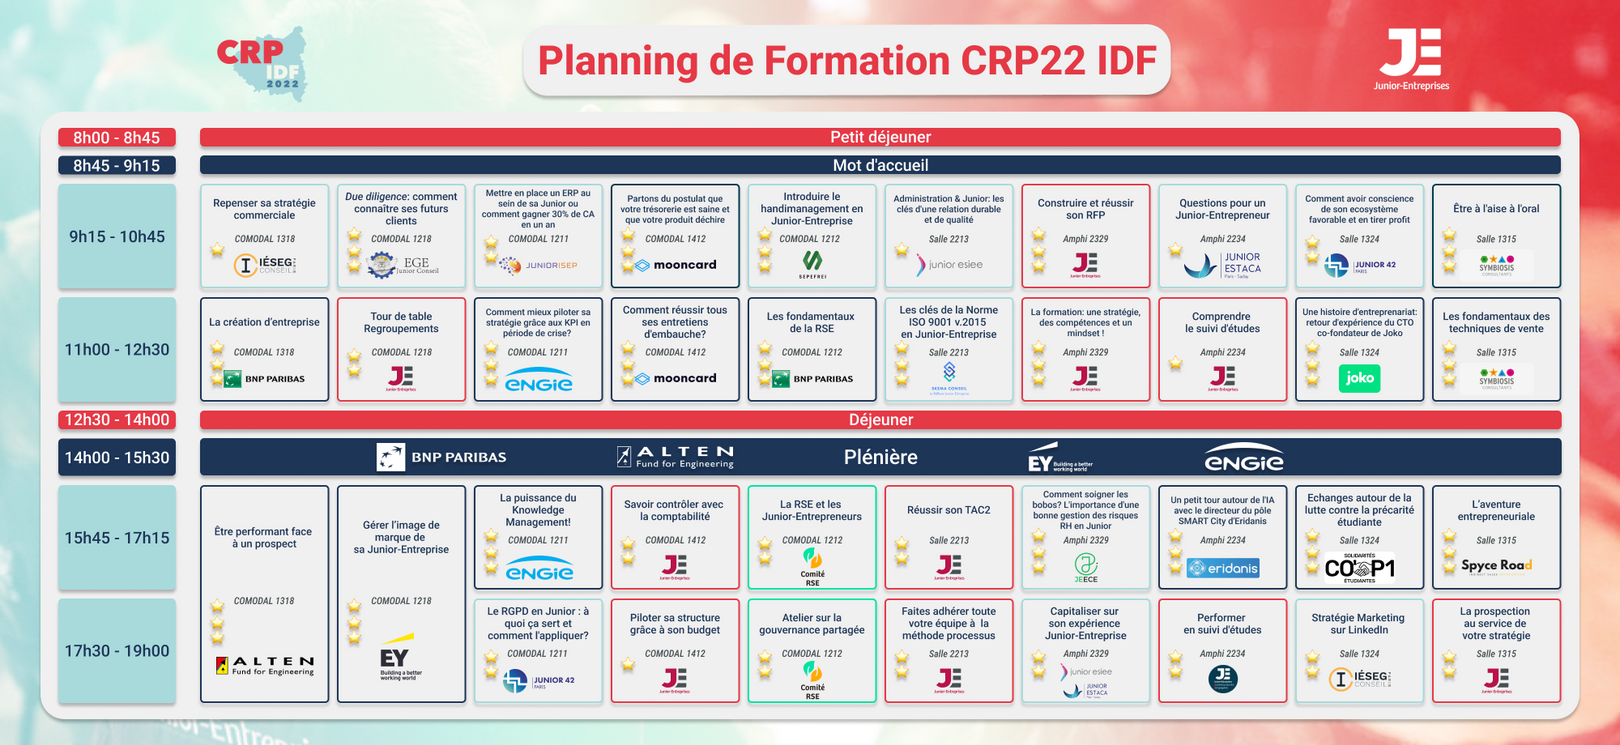 CRP
IDF
2022
Planning de Formation CRP22 IDF
JE
Junior-Entreprises
8h00 - 8h45
Petit déjeuner
8h45 - 9h15
Mot d'accueil
9h15 - 10h45
Repenser sa stratégie
commerciale
COMODAL 1318
IÉSEG
CONSEIL
Due diligence: comment
connaître ses futurs
clients
COMODAL 1218
EGE
Junior Conseil
Mettre en place un ERP au
sein de sa Junior ou
comment gagner 30% de CA
en un an
COMODAL 1211
JUNIORISEP
Partons du postulat que
votre trésorerie est saine et
que votre produit déchire
COMODAL 1412
mooncard
Introduire le
handimanagement en
Junior-Entreprise
COMODAL 1212
SEPEFREI
Administration & Junior: les
clés d'une relation durable
et de qualité
Salle 2213
junior esiee
Construire et réussir
son RFP
Amphi 2329
JE
Junior-Entreprises
Questions pour un
Junior-Entrepreneur
Amphi 2234
JUNIOR
ESTACA
Paris - Saclay
Comment avoir conscience
de son ecosystème
favorable et en tirer profit
Salle 1324
JUNIOR 42
PARIS
Être à l'aise à l'oral
Salle 1315
SYMBIOSIS
CONSULTANTS
11h00 - 12h30
La création d'entreprise
COMODAL 1318
BNP PARIBAS
Tour de table
Regroupements
COMODAL 1218
JE
Junior-Entreprises
Comment mieux piloter sa
stratégie grâce aux KPI en
période de crise?
COMODAL 1211
ENGIE
Comment réussir tous
ses entretiens
d'embauche?
COMODAL 1412
mooncard
Les fondamentaux
de la RSE
COMODAL 1212
BNP PARIBAS
Les clés de la Norme
ISO 9001 v.2015
en Junior-Entreprise
Salle 2213
SKEMA CONSEIL
La formation: une stratégie,
des compétences et un
mindset !
Amphi 2329
JE
Junior-Entreprises
Comprendre
le suivi d'études
Amphi 2234
JE
Junior-Entreprises
Une histoire d'entreprenariat:
retour d'expérience du CTO
co-fondateur de Joko
Salle 1324
joko
Les fondamentaux des
techniques de vente
Salle 1315
SYMBIOSIS
CONSULTANTS
12h30 - 14h00
Déjeuner
14h00 - 15h30
BNP PARIBAS
ALTEN
Fund for Engineering
Plénière
EY
Building a better
working world
ENGIE
15h45 - 17h15
17h30 - 19h00
Être performant face
à un prospect
COMODAL 1318
ALTEN
Fund for Engineering
Gérer l'image de
marque de
sa Junior-Entreprise
COMODAL 1218
EY
Building a better
working world
La puissance du
Knowledge
Management!
COMODAL 1211
ENGIE
Savoir contrôler avec
la comptabilité
COMODAL 1412
JE
Junior-Entreprises
La RSE et les
Junior-Entrepreneurs
COMODAL 1212
Comité
RSE
Réussir son TAC2
Salle 2213
JE
Junior-Entreprises
Comment soigner les
bobos? L'importance d'une
bonne gestion des risques
RH en Junior
Amphi 2329
JEECE
Un petit tour autour de l'IA
avec le directeur du pôle
SMART City d'Eridanis
Amphi 2234
eridanis
Echanges autour de la
lutte contre la précarité
étudiante
Salle 1324
SOLIDARITÉS
CO'P1
ÉTUDIANTES
L'aventure
entrepreneuriale
Salle 1315
Spyce Road
Le RGPD en Junior : à
quoi ça sert et
comment l'appliquer?
COMODAL 1211
JUNIOR 42
PARIS
Piloter sa structure
grâce à son budget
COMODAL 1412
JE
Junior-Entreprises
Atelier sur la
gouvernance partagée
COMODAL 1212
Comité
RSE
Faites adhérer toute
votre équipe à la
méthode processus
Salle 2213
JE
Junior-Entreprises
Capitaliser sur
son expérience
Junior-Entreprise
Amphi 2329
junior esiee
JUNIOR
ESTACA
Performer
en suivi d'études
Amphi 2234
JE
Stratégie Marketing
sur LinkedIn
Salle 1324
IÉSEG
CONSEIL
La prospection
au service de
votre stratégie
Salle 1315
JE
Junior-Entreprises